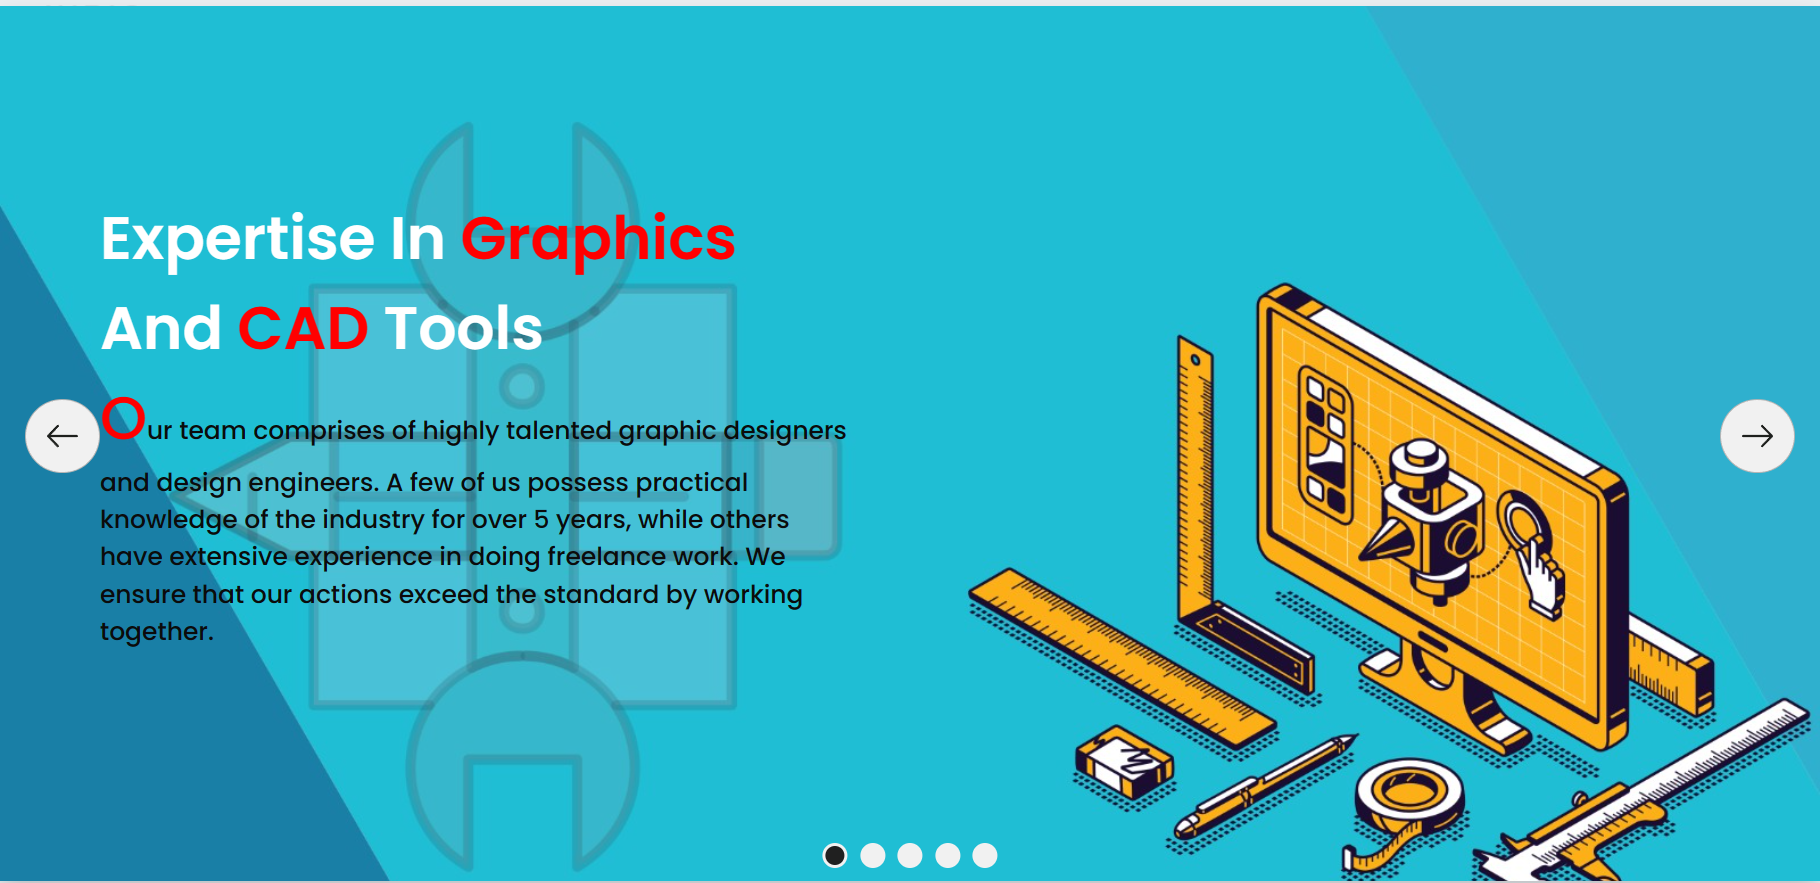 Expertise In Graphics
And CAD Tools
Our team comprises of highly talented graphic designers
and design engineers. A few of us possess practical
knowledge of the industry for over 5 years, while others
have extensive experience in doing freelance work. We
ensure that our actions exceed the standard by working
together.